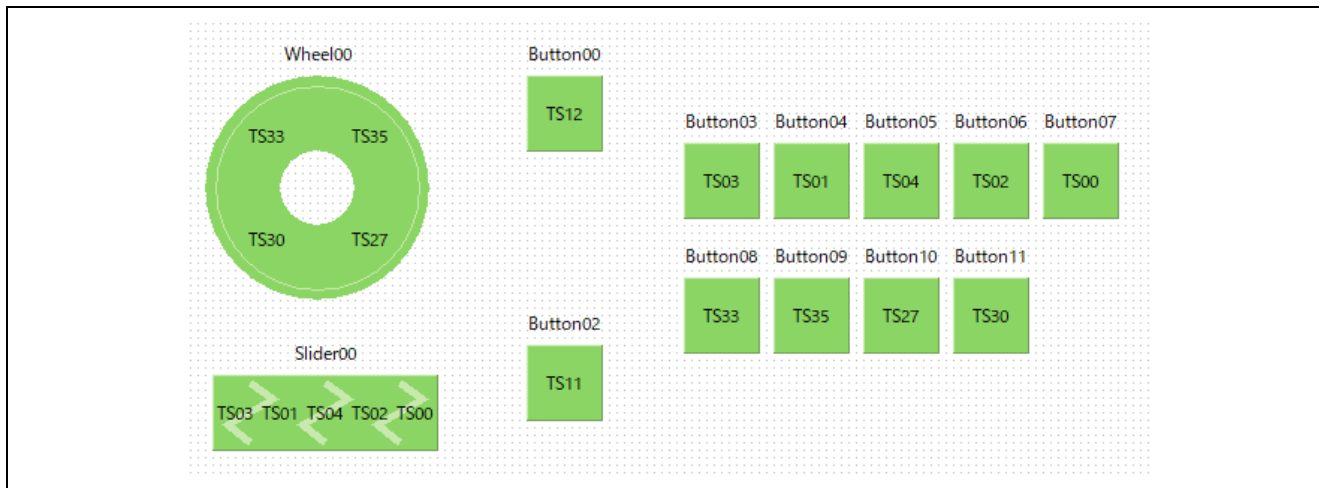 Wheel00
TS33 TS35
TS30 TS27
Slider00
TS03 TS01 TS04 TS02 TS00
Button00
TS12
Button02
TS11
Button03 Button04 Button05 Button06 Button07
TS03 TS01 TS04 TS02 TS00
Button08 Button09 Button10 Button11
TS33 TS35 TS27 TS30